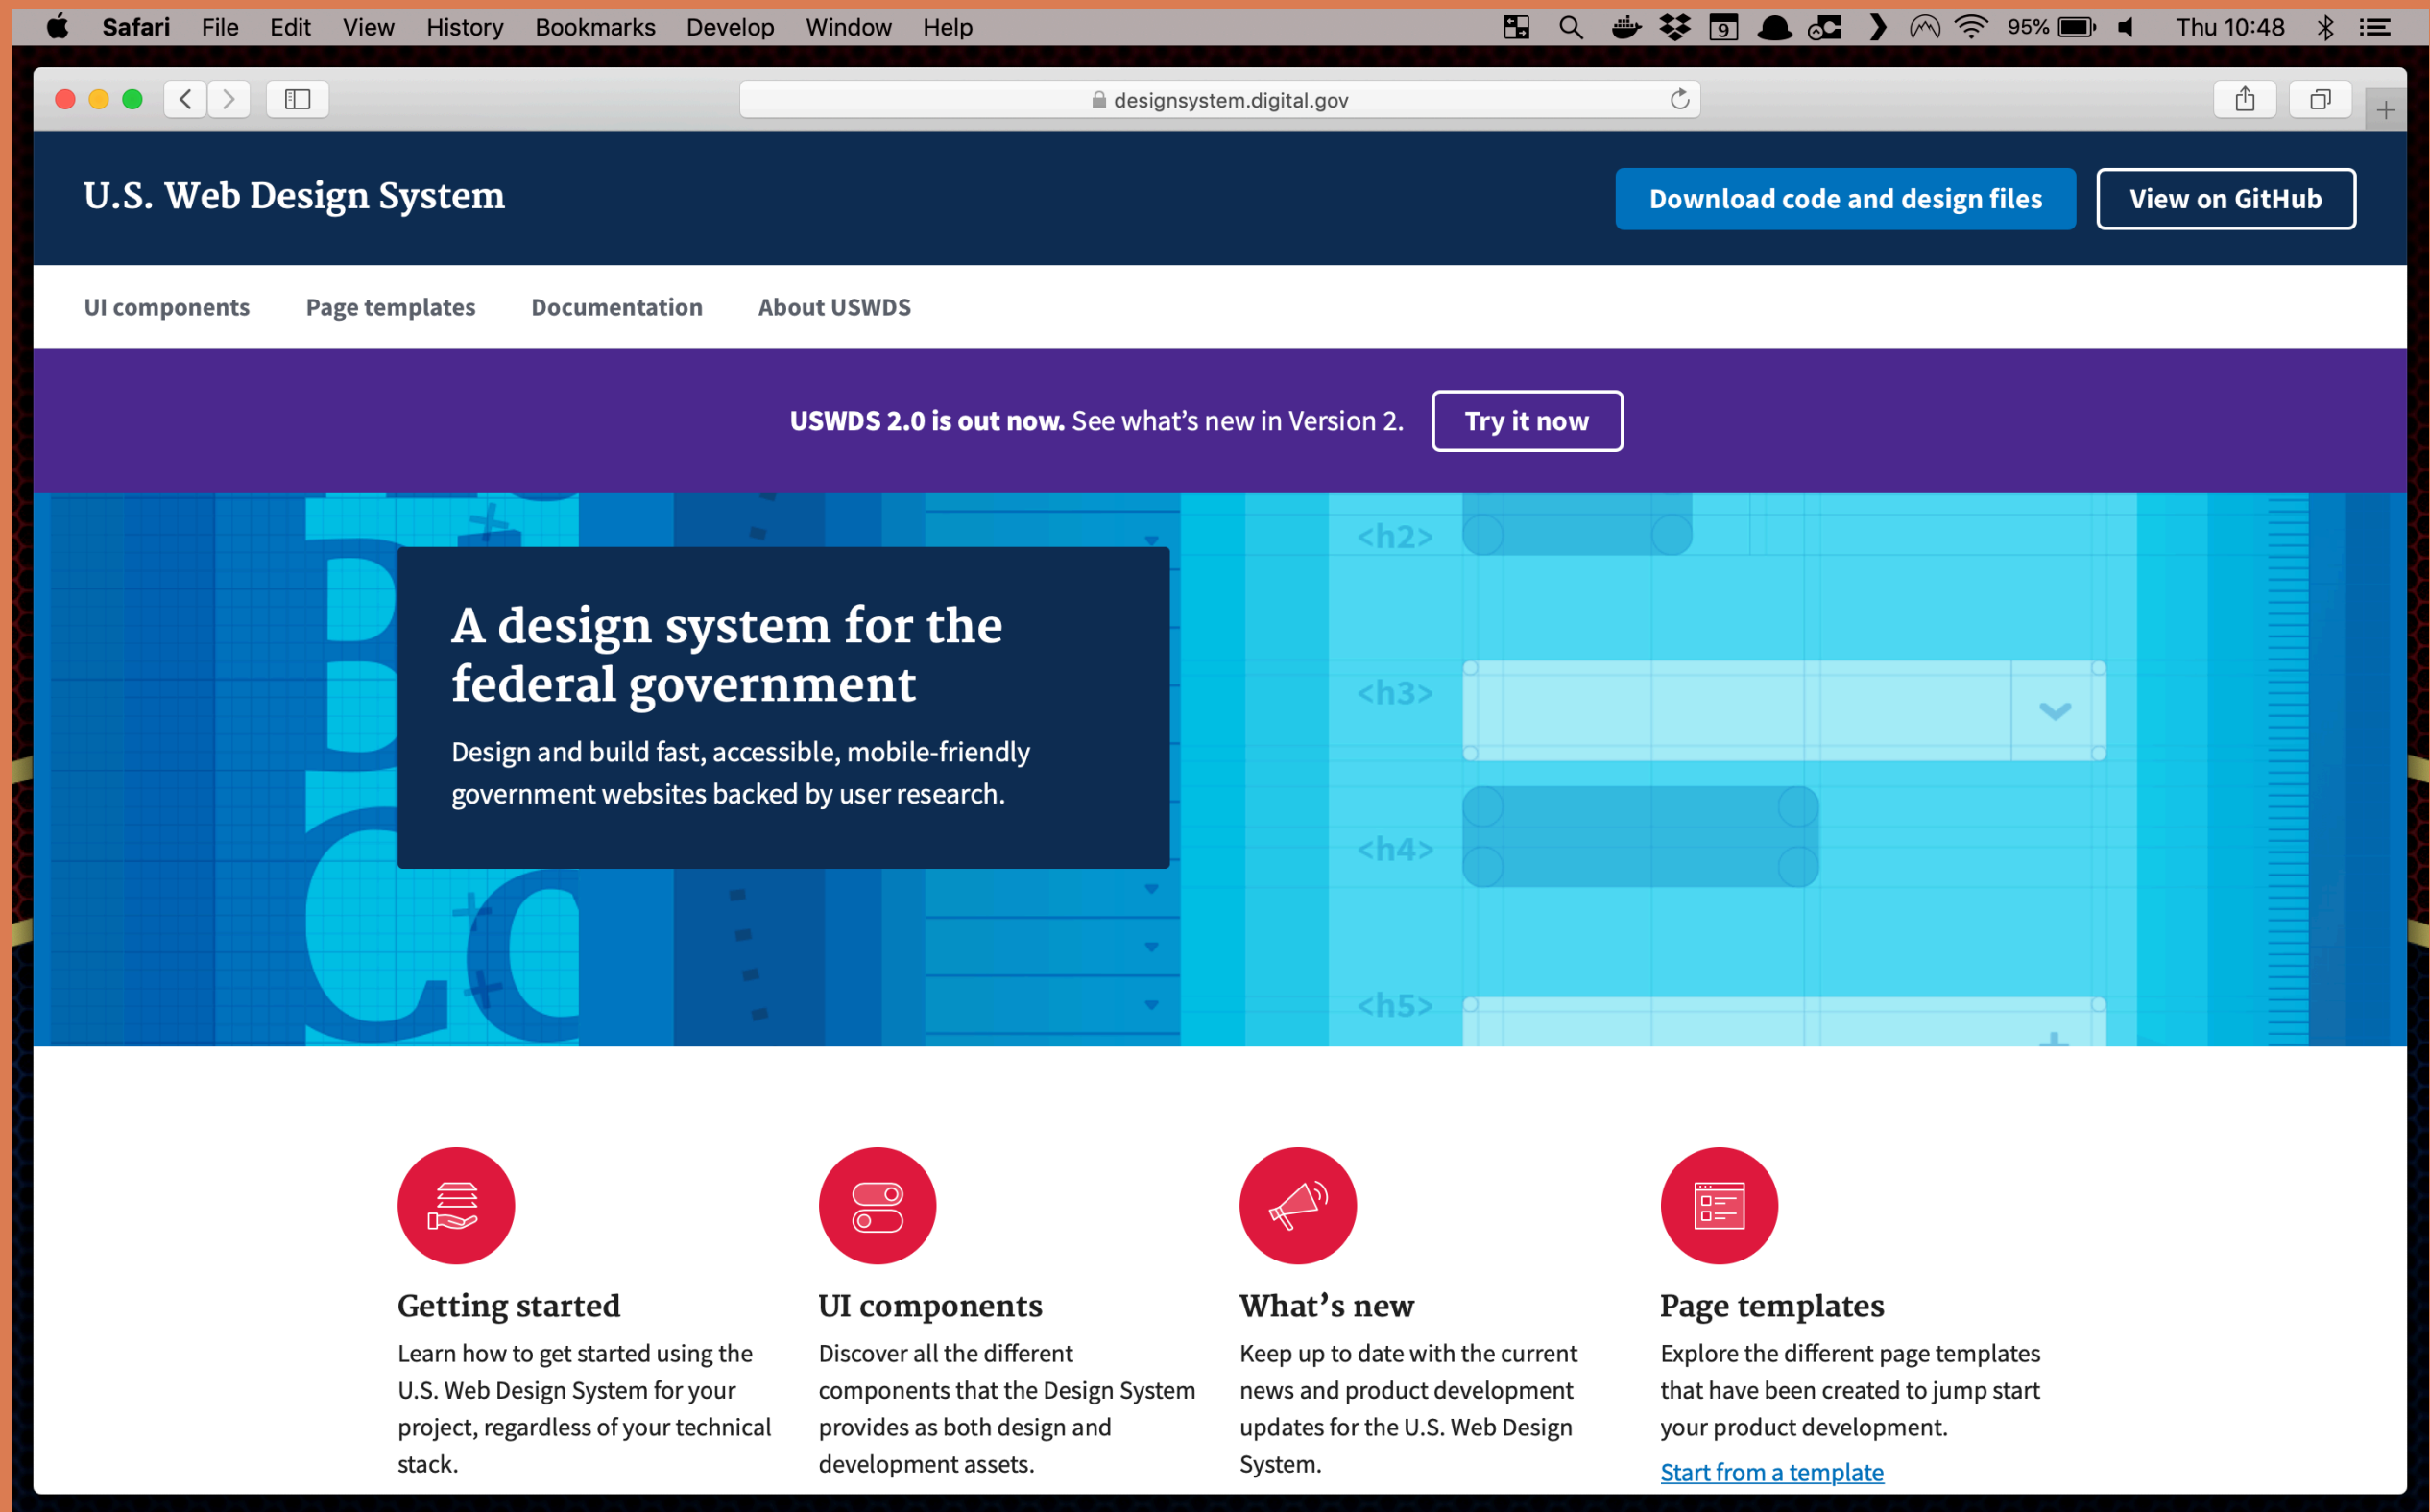 Safari File Edit View History Bookmarks Develop Window Help 9 95% Thu 10:48
designsystem.digital.gov
U.S. Web Design System
Download code and design files View on GitHub
UI components Page templates Documentation About USWDS
USWDS 2.0 is out now. See what’s new in Version 2. Try it now
<h2>
A design system for the
federal government
<h3>
Design and build fast, accessible, mobile-friendly
government websites backed by user research.
<h4>
<h5>
Getting started
Learn how to get started using the
U.S. Web Design System for your
project, regardless of your technical
stack.
UI components
Discover all the different
components that the Design System
provides as both design and
development assets.
What’s new
Keep up to date with the current
news and product development
updates for the U.S. Web Design
System.
Page templates
Explore the different page templates
that have been created to jump start
your product development.
Start from a template